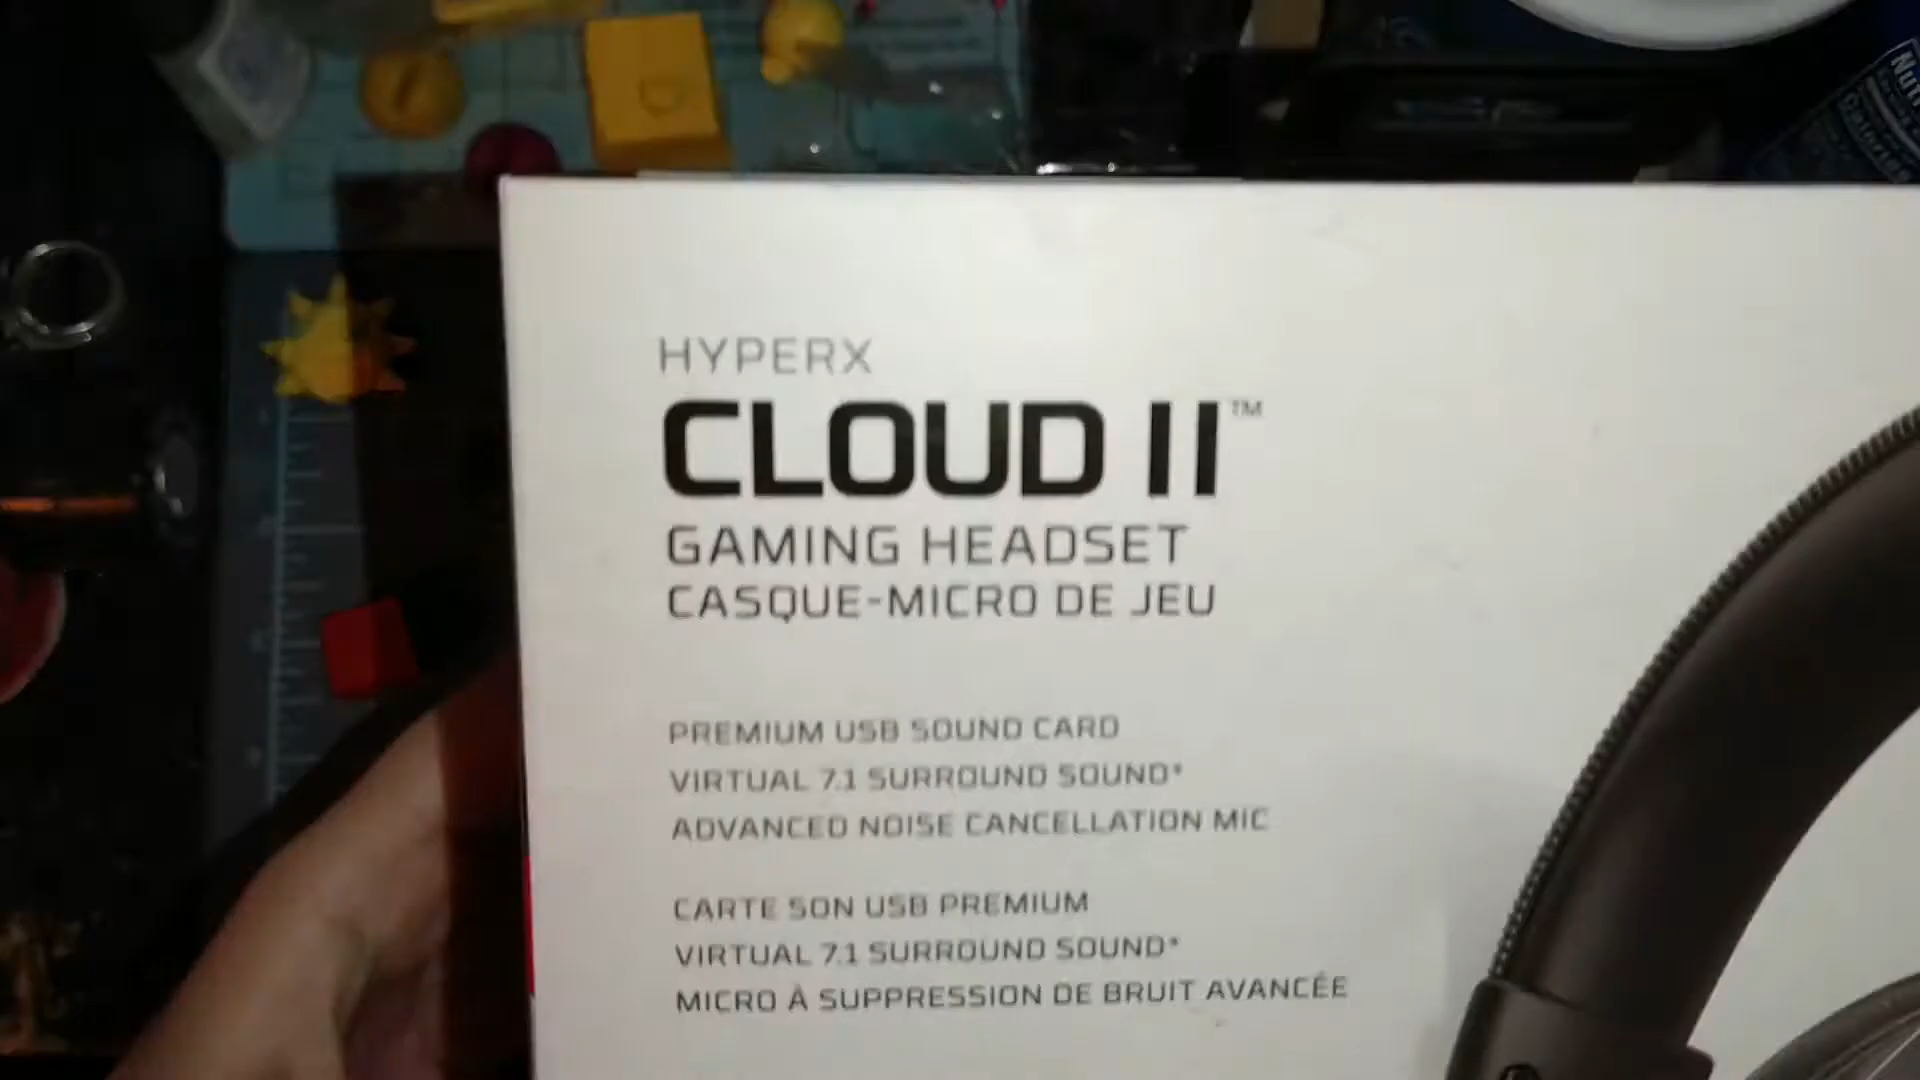 HYPERX
CLOUD II™
GAMING HEADSET
CASQUE-MICRO DE JEU
PREMIUM USB SOUND CARD
VIRTUAL 7.1 SURROUND SOUND*
ADVANCED NOISE CANCELLATION MIC
CARTE SON USB PREMIUM
VIRTUAL 7.1 SURROUND SOUND*
MICRO À SUPPRESSION DE BRUIT AVANCÉE